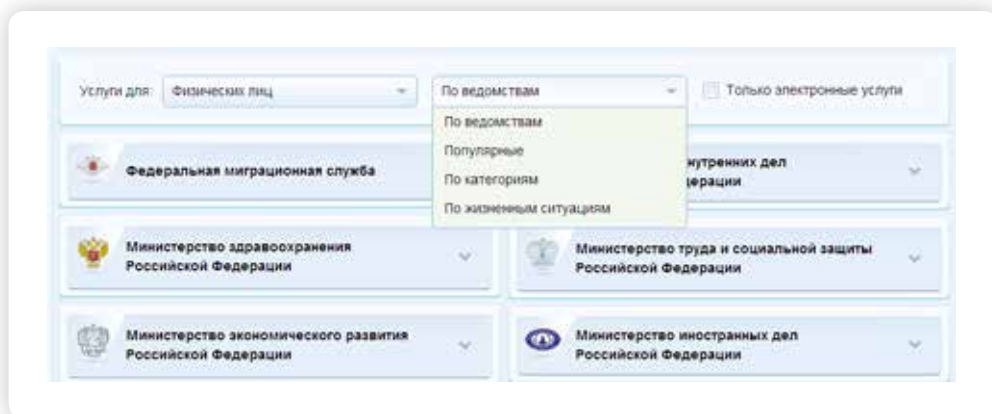 Услуги для: Физических лиц По ведомствам Только электронные услуги
По ведомствам
Популярные
По категориям
По жизненным ситуациям
Федеральная миграционная служба
нутренних дел
ерации
Министерство здравоохранения
Российской Федерации
Министерство труда и социальной защиты
Российской Федерации
Министерство экономического развития
Российской Федерации
Министерство иностранных дел
Российской Федерации